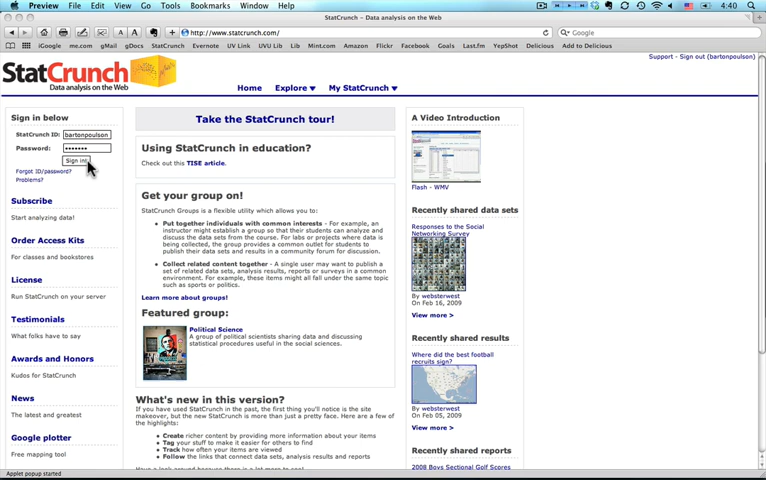 Preview File Edit View Go Tools Bookmarks Window Help 4:40
StatCrunch – Data analysis on the Web
http://www.statcrunch.com/ Google
iGoogle me.com gMail gDocs StatCrunch Evernote UV Link UVU Lib Mint.com Amazon Flickr Facebook Goals Last.fm YepShot Delicious Add to Delicious
Support - Sign out (bartonpoulson)
StatCrunch
Data analysis on the Web
Home Explore ▼ My StatCrunch ▼
Sign in below
StatCrunch ID: bartonpoulson
Password: •••••••
Sign in!
Forgot ID/password?
Problems?
Subscribe
Start analyzing data!
Order Access Kits
For classes and bookstores
License
Run StatCrunch on your server
Testimonials
What folks have to say
Awards and Honors
Kudos for StatCrunch
News
The latest and greatest
Google plotter
Free mapping tool
Take the StatCrunch tour!
Using StatCrunch in education?
Check out this TISE article.
Get your group on!
StatCrunch Groups is a flexible utility which allows you to:
• Put together individuals with common interests - For example, an
instructor might establish a group so that their students can analyze and
discuss the data sets from the course. For labs or projects where data is
being collected, the group provides a common outlet for students to
publish their data sets and results in a community forum for discussion.
• Collect related content together - A single user may want to publish a
set of related data sets, analysis results, reports or surveys in a common
environment. For example, these items might all fall under the same topic
such as sports or politics.
Learn more about groups!
Featured group:
Political Science
A group of political scientists sharing data and discussing
statistical procedures useful in the social sciences.
What's new in this version?
If you have used StatCrunch in the past, the first thing you'll notice is the site
makeover, but the new StatCrunch is more than just a pretty face. Here are a few of
the highlights:
• Create richer content by providing more information about your items
• Tag your stuff to make it easier for others to find
• Track how often your items are viewed
• Follow the links that connect data sets, analysis results and reports
A Video Introduction
Flash - WMV
Recently shared data sets
Responses to the Social
Networking Survey
By websterwest
On Feb 16, 2009
View more >
Recently shared results
Where did the best football
recruits sign?
By websterwest
On Feb 05, 2009
View more >
Recently shared reports
2008 Boys Sectional Golf Scores
Applet popup started